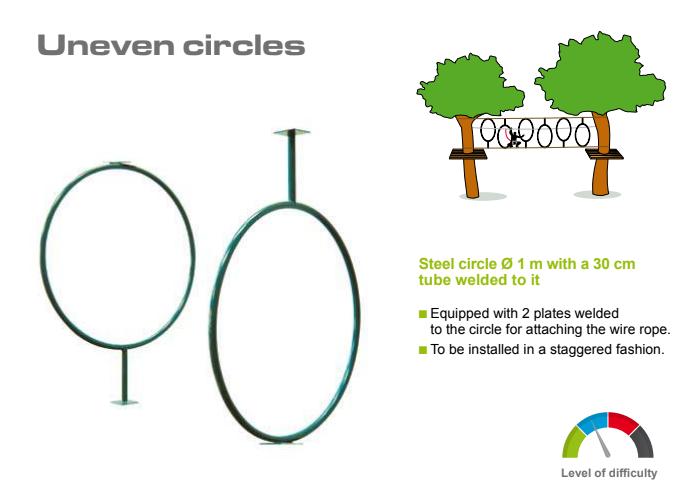 Uneven circles
Steel circle Ø 1 m with a 30 cm
tube welded to it
Equipped with 2 plates welded
to the circle for attaching the wire rope.
To be installed in a staggered fashion.
Level of difficulty